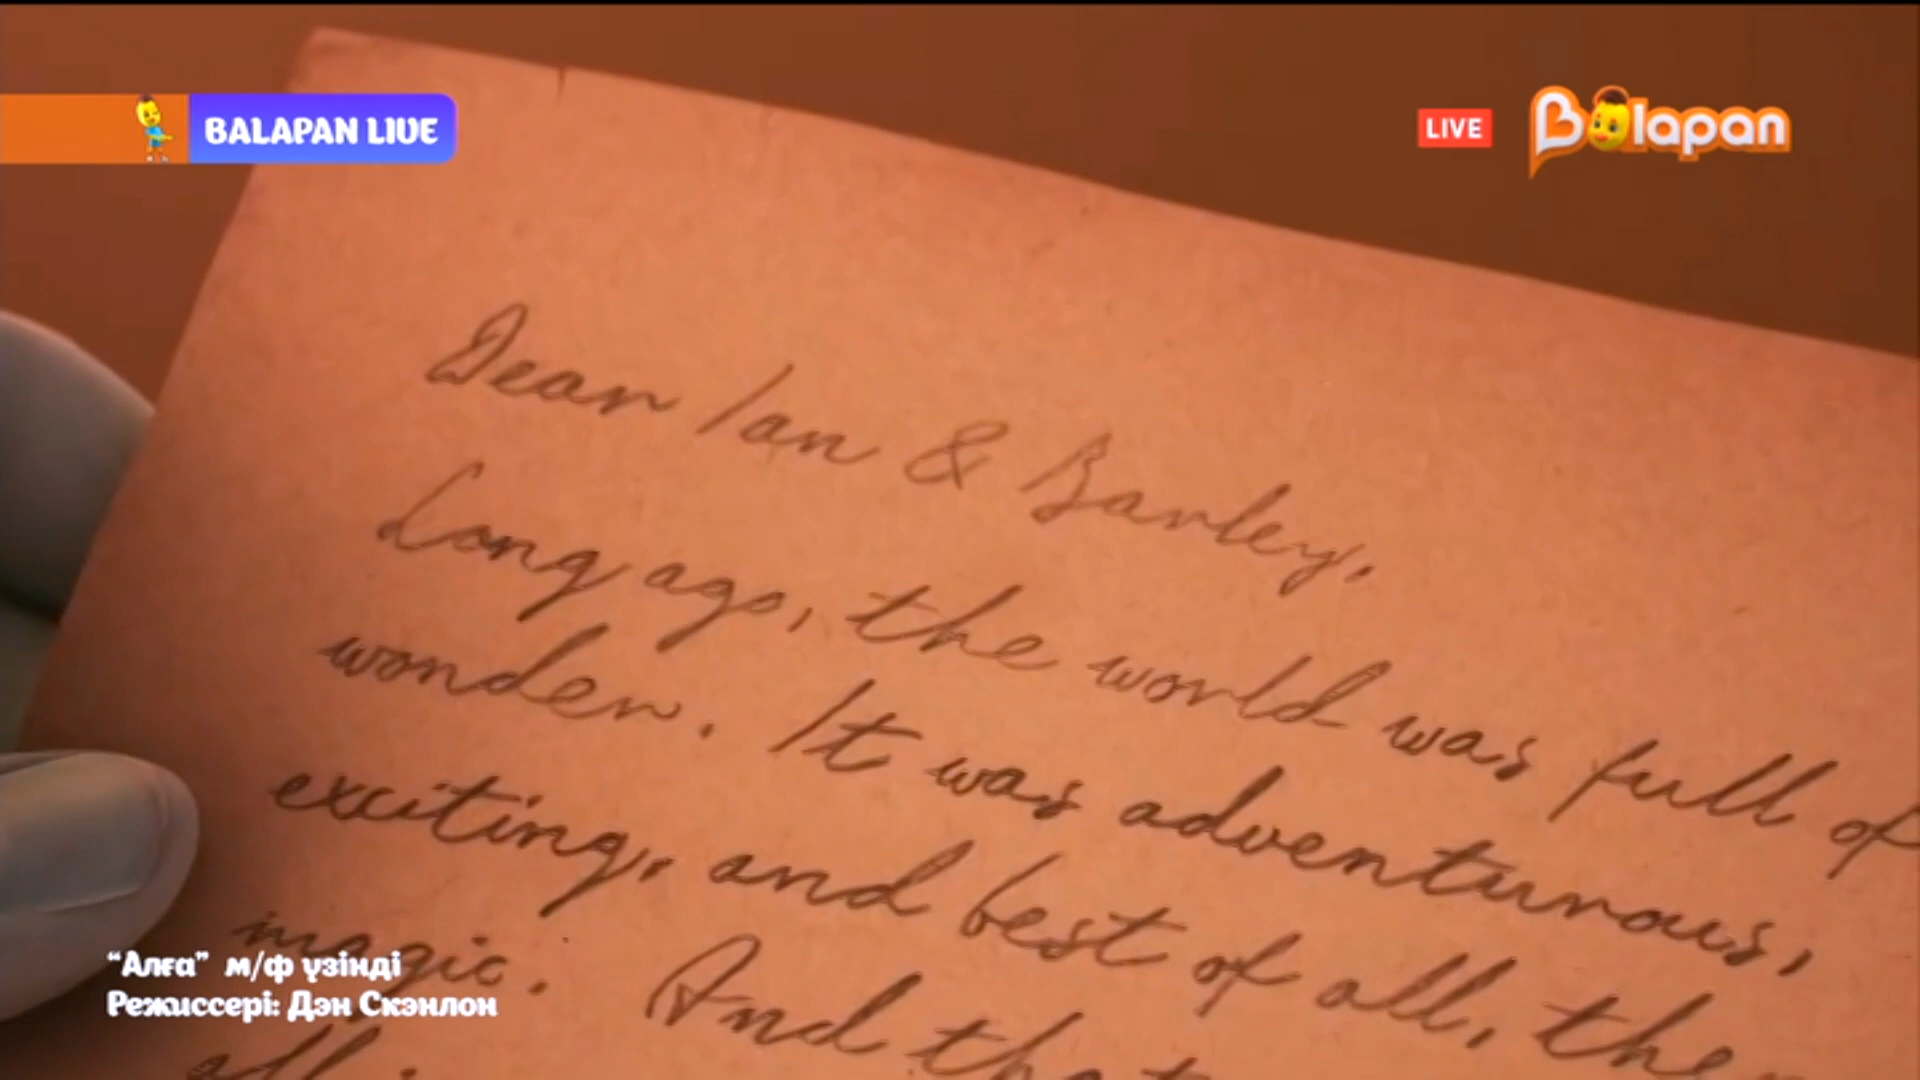 BALAPAN LIVE
LIVE
Balapan
Dear Ian & Barley,
Long ago, the world was full of
wonder. It was adventurous,
exciting, and best of all, there
magic. And that
“Алға” м/ф үзінді
Режиссері: Дэн Скэнлон